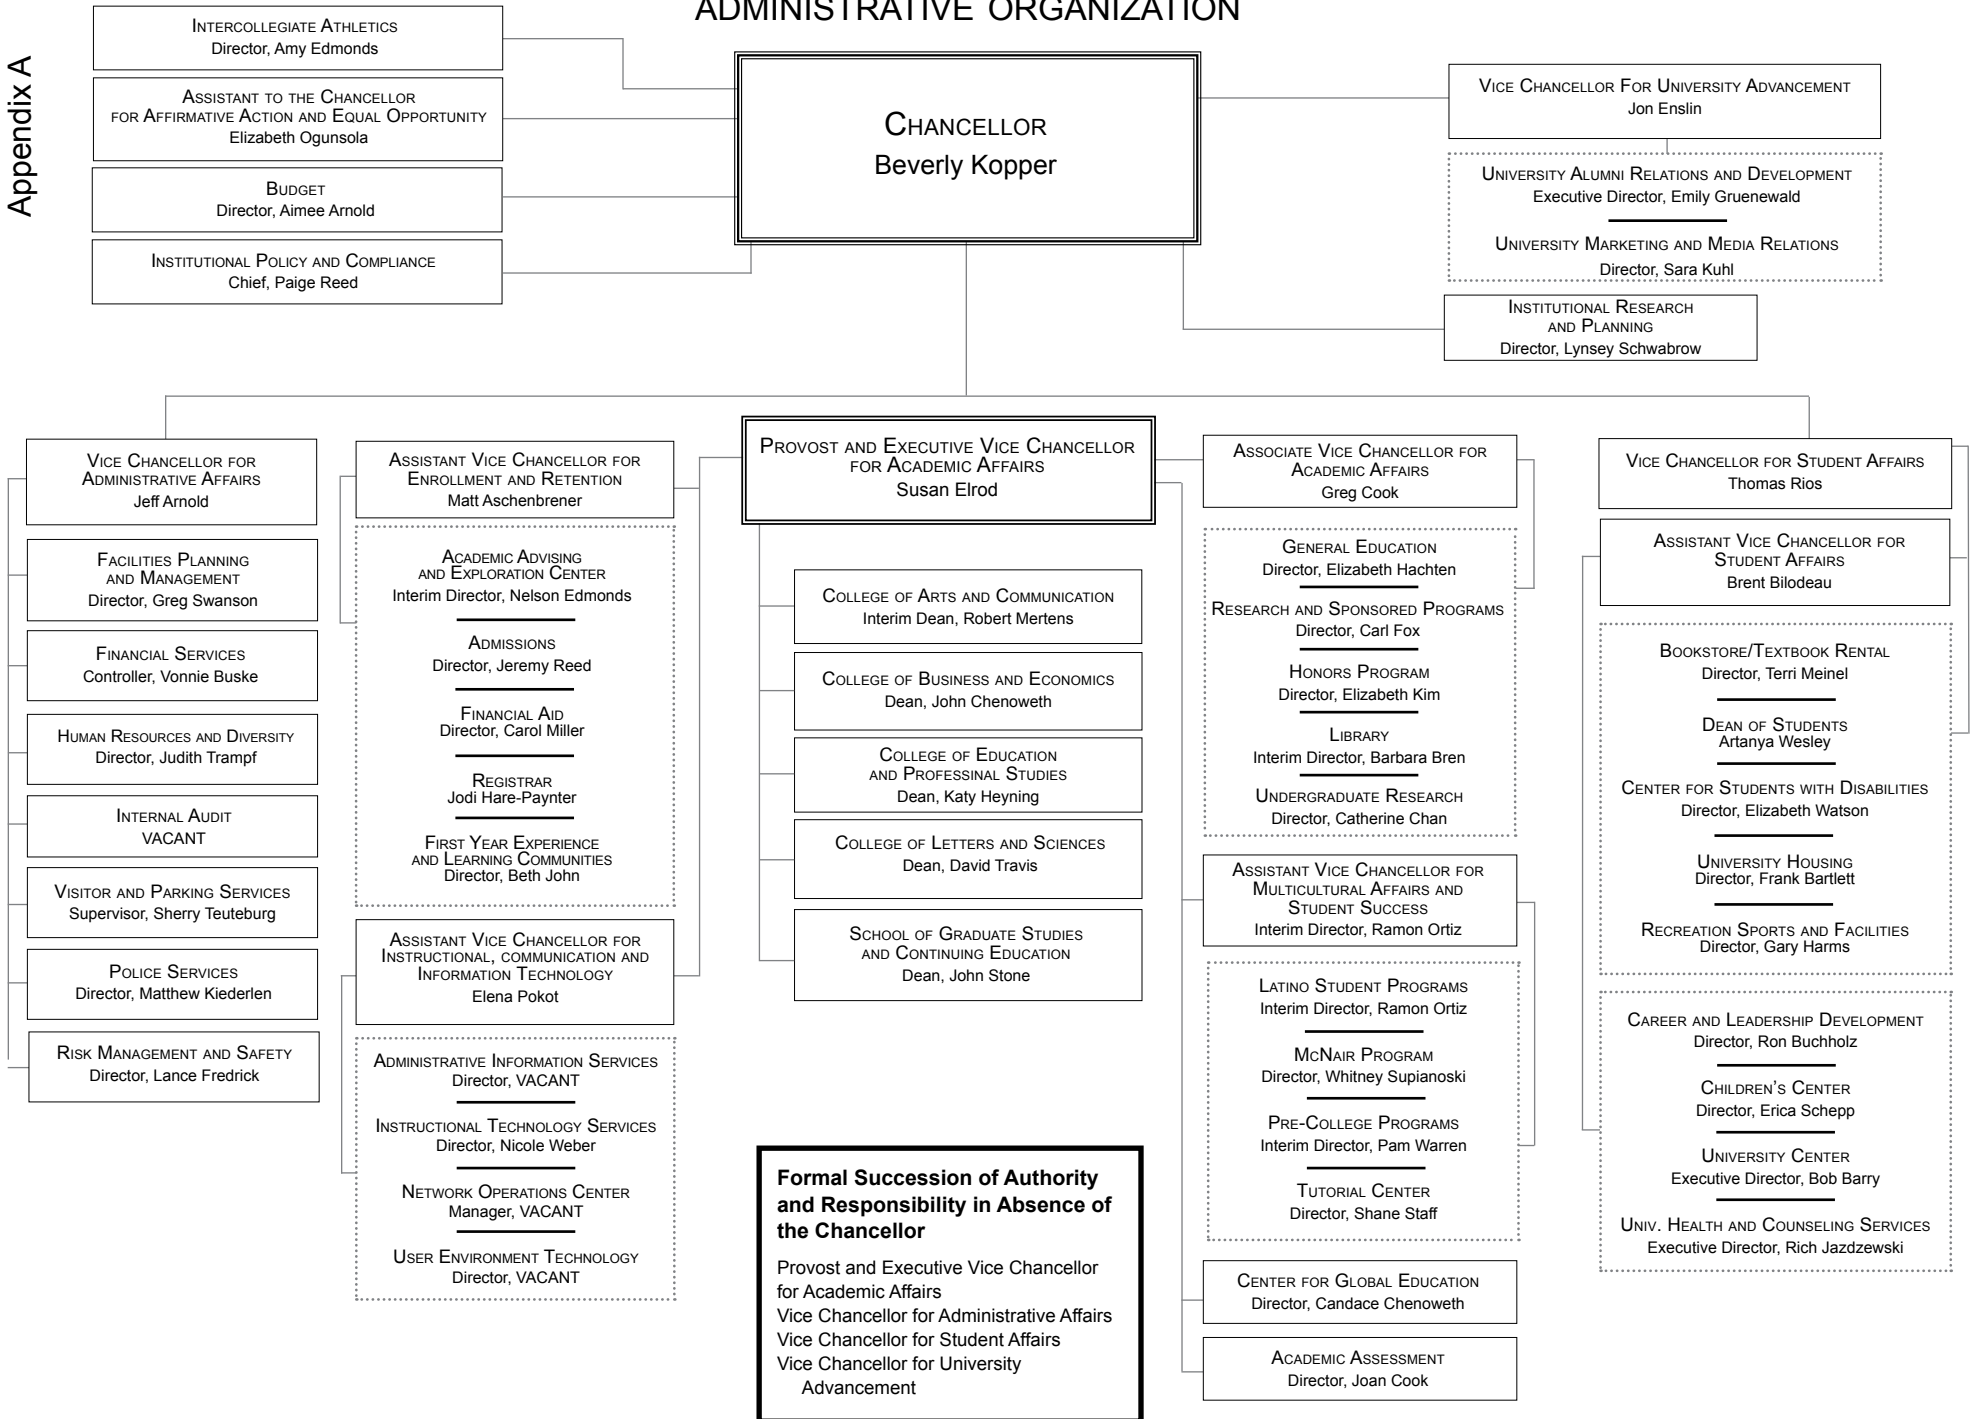 ADMINISTRATIVE ORGANIZATION
Appendix A
Intercollegiate Athletics
Director, Amy Edmonds
Assistant to the Chancellor
for Affirmative Action and Equal Opportunity
Elizabeth Ogunsola
Budget
Director, Aimee Arnold
Institutional Policy and Compliance
Chief, Paige Reed
Chancellor
Beverly Kopper
Vice Chancellor For University Advancement
Jon Enslin
University Alumni Relations and Development
Executive Director, Emily Gruenewald
University Marketing and Media Relations
Director, Sara Kuhl
Institutional Research
and Planning
Director, Lynsey Schwabrow
Vice Chancellor for
Administrative Affairs
Jeff Arnold
Facilities Planning
and Management
Director, Greg Swanson
Financial Services
Controller, Vonnie Buske
Human Resources and Diversity
Director, Judith Trampf
Internal Audit
VACANT
Visitor and Parking Services
Supervisor, Sherry Teuteburg
Police Services
Director, Matthew Kiederlen
Risk Management and Safety
Director, Lance Fredrick
Assistant Vice Chancellor for
Enrollment and Retention
Matt Aschenbrener
Academic Advising
and Exploration Center
Interim Director, Nelson Edmonds
Admissions
Director, Jeremy Reed
Financial Aid
Director, Carol Miller
Registrar
Jodi Hare-Paynter
First Year Experience
and Learning Communities
Director, Beth John
Assistant Vice Chancellor for
Instructional, communication and
Information Technology
Elena Pokot
Administrative Information Services
Director, VACANT
Instructional Technology Services
Director, Nicole Weber
Network Operations Center
Manager, VACANT
User Environment Technology
Director, VACANT
Provost and Executive Vice Chancellor
for Academic Affairs
Susan Elrod
College of Arts and Communication
Interim Dean, Robert Mertens
College of Business and Economics
Dean, John Chenoweth
College of Education
and Professinal Studies
Dean, Katy Heyning
College of Letters and Sciences
Dean, David Travis
School of Graduate Studies
and Continuing Education
Dean, John Stone
Formal Succession of Authority
and Responsibility in Absence of
the Chancellor
Provost and Executive Vice Chancellor
for Academic Affairs
Vice Chancellor for Administrative Affairs
Vice Chancellor for Student Affairs
Vice Chancellor for University
Advancement
Associate Vice Chancellor for
Academic Affairs
Greg Cook
General Education
Director, Elizabeth Hachten
Research and Sponsored Programs
Director, Carl Fox
Honors Program
Director, Elizabeth Kim
Library
Interim Director, Barbara Bren
Undergraduate Research
Director, Catherine Chan
Assistant Vice Chancellor for
Multicultural Affairs and
Student Success
Interim Director, Ramon Ortiz
Latino Student Programs
Interim Director, Ramon Ortiz
McNair Program
Director, Whitney Supianoski
Pre-College Programs
Interim Director, Pam Warren
Tutorial Center
Director, Shane Staff
Center for Global Education
Director, Candace Chenoweth
Academic Assessment
Director, Joan Cook
Vice Chancellor for Student Affairs
Thomas Rios
Assistant Vice Chancellor for
Student Affairs
Brent Bilodeau
Bookstore/Textbook Rental
Director, Terri Meinel
Dean of Students
Artanya Wesley
Center for Students with Disabilities
Director, Elizabeth Watson
University Housing
Director, Frank Bartlett
Recreation Sports and Facilities
Director, Gary Harms
Career and Leadership Development
Director, Ron Buchholz
Children's Center
Director, Erica Schepp
University Center
Executive Director, Bob Barry
Univ. Health and Counseling Services
Executive Director, Rich Jazdzewski